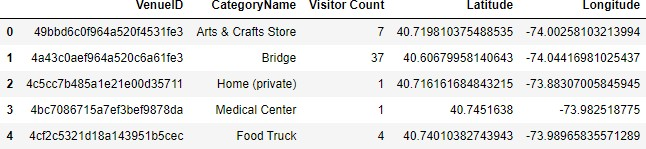 VenueID CategoryName Visitor Count Latitude Longitude
0 49bbd6c0f964a520f4531fe3 Arts & Crafts Store 7 40.719810375488535 -74.00258103213994
1 4a43c0aef964a520c6a61fe3 Bridge 37 40.60679958140643 -74.04416981025437
2 4c5cc7b485a1e21e00d35711 Home (private) 1 40.716161684843215 -73.88307005845945
3 4bc7086715a7ef3bef9878da Medical Center 1 40.7451638 -73.982518775
4 4cf2c5321d18a143951b5cec Food Truck 4 40.74010382743943 -73.98965835571289